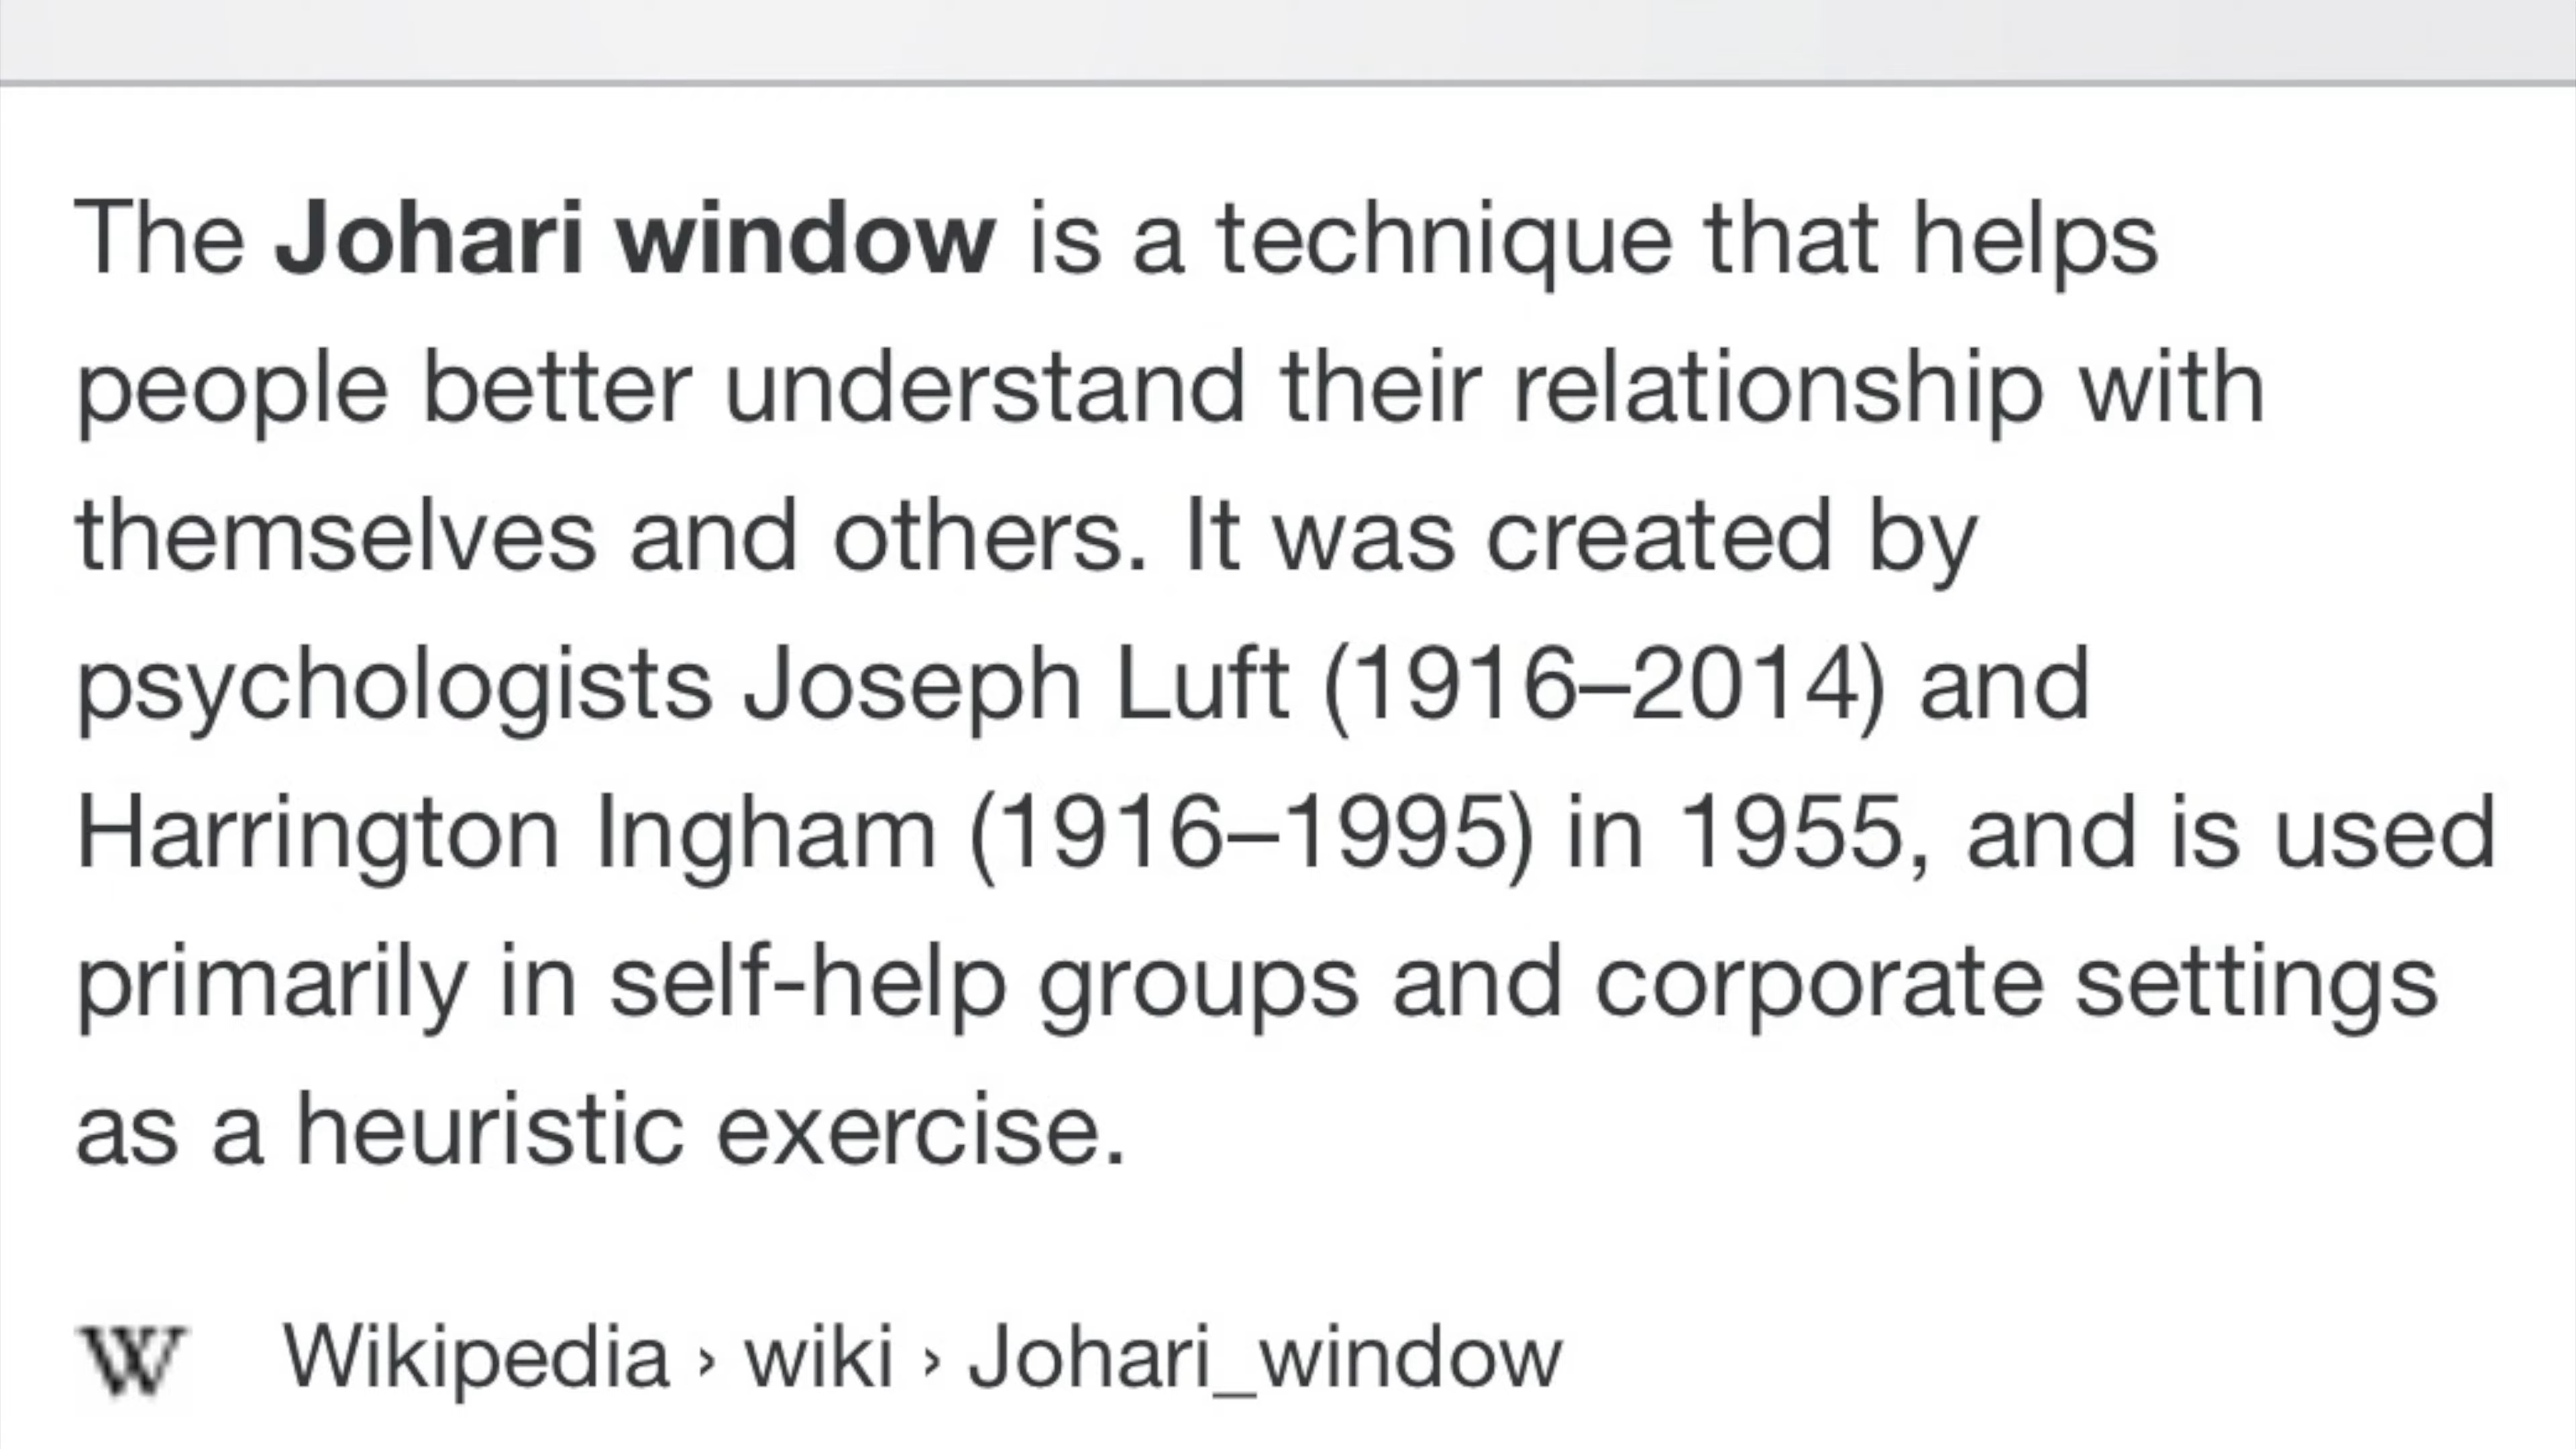 The Johari window is a technique that helps
people better understand their relationship with
themselves and others. It was created by
psychologists Joseph Luft (1916–2014) and
Harrington Ingham (1916–1995) in 1955, and is used
primarily in self-help groups and corporate settings
as a heuristic exercise.
W Wikipedia › wiki › Johari_window